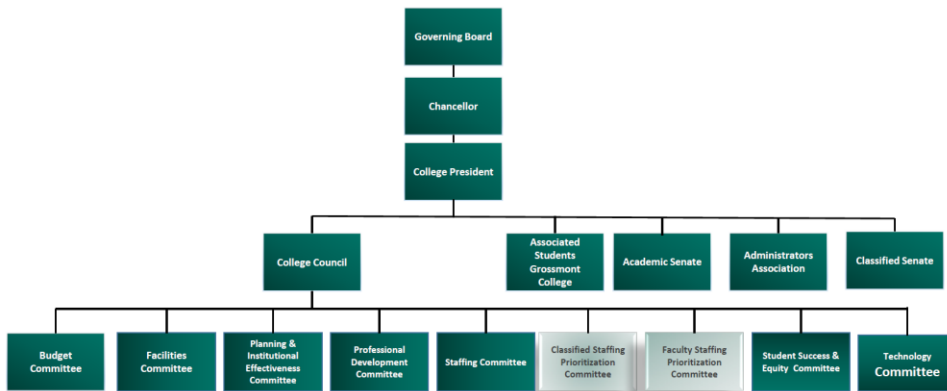 Governing Board
Chancellor
College President
College Council
Associated
Students
Grossmont
College
Academic Senate
Administrators
Association
Classified Senate
Budget
Committee
Facilities
Committee
Planning &
Institutional
Effectiveness
Committee
Professional
Development
Committee
Staffing Committee
Classified Staffing
Prioritization
Committee
Faculty Staffing
Prioritization
Committee
Student Success &
Equity Committee
Technology
Committee